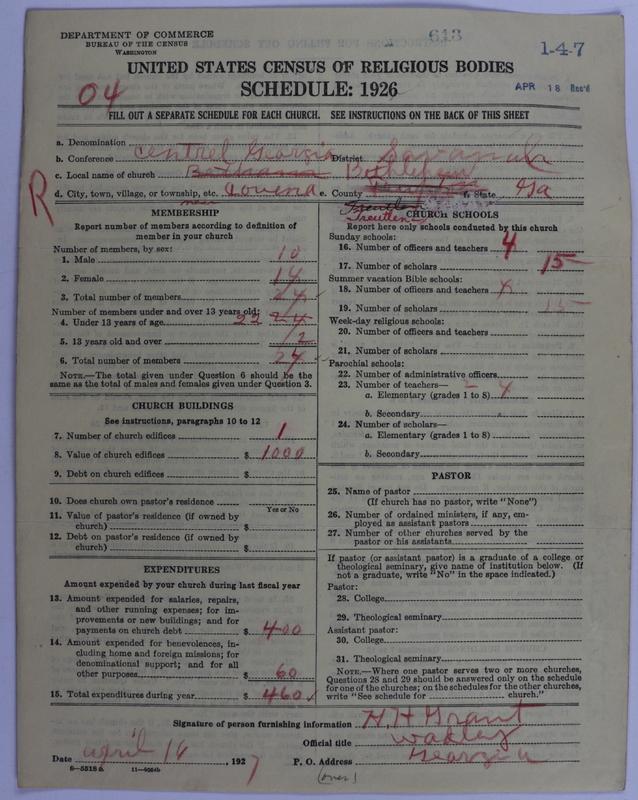 DEPARTMENT OF COMMERCE
BUREAU OF THE CENSUS
WASHINGTON
613
1-4-7
UNITED STATES CENSUS OF RELIGIOUS BODIES
SCHEDULE: 1926
04
APR 18 Rec'd
FILL OUT A SEPARATE SCHEDULE FOR EACH CHURCH. SEE INSTRUCTIONS ON THE BACK OF THIS SHEET
a. Denomination
b. Conference Centrel Georgia District Savanah
c. Local name of church Bethlehem
R
d. City, town, village, or township, etc. near Covena e. County f. State Ga
Treutlen
MEMBERSHIP
Report number of members according to definition of
member in your church
Number of members, by sex:
1. Male 10
2. Female 14
3. Total number of members 24
Number of members under and over 13 years old:
4. Under 13 years of age 22 24
5. 13 years old and over 12
6. Total number of members 24
NOTE.—The total given under Question 6 should be the
same as the total of males and females given under Question 3.
CHURCH BUILDINGS
See instructions, paragraphs 10 to 12
7. Number of church edifices 1
8. Value of church edifices $ 1000
9. Debt on church edifices $
10. Does church own pastor's residence
Yes or No
11. Value of pastor's residence (if owned by
church) $
12. Debt on pastor's residence (if owned by
church) $
EXPENDITURES
Amount expended by your church during last fiscal year
13. Amount expended for salaries, repairs,
and other running expenses; for im-
provements or new buildings; and for
payments on church debt $ 400
14. Amount expended for benevolences, in-
cluding home and foreign missions; for
denominational support; and for all
other purposes $ 60
15. Total expenditures during year $ 460
CHURCH SCHOOLS
Report here only schools conducted by this church
Sunday schools:
16. Number of officers and teachers 4
17. Number of scholars 15
Summer vacation Bible schools:
18. Number of officers and teachers
19. Number of scholars 15
Week-day religious schools:
20. Number of officers and teachers
21. Number of scholars
Parochial schools:
22. Number of administrative officers
23. Number of teachers—
a. Elementary (grades 1 to 8) 4
b. Secondary
24. Number of scholars—
a. Elementary (grades 1 to 8)
b. Secondary
PASTOR
25. Name of pastor
(If church has no pastor, write "None")
26. Number of ordained ministers, if any, em-
ployed as assistant pastors
27. Number of other churches served by the
pastor or his assistants
If pastor (or assistant pastor) is a graduate of a college or
theological seminary, give name of institution below. (If
not a graduate, write "No" in the space indicated.)
Pastor:
28. College
29. Theological seminary
Assistant pastor:
30. College
31. Theological seminary
NOTE.—Where one pastor serves two or more churches,
Questions 28 and 29 should be answered only on the schedule
for one of the churches; on the schedules for the other churches,
write "See schedule for church."
Signature of person furnishing information H. H Grant
Official title Wadley
Date april 16, 1927 P. O. Address Georgia
8-5518 a 11-9064b
(over)